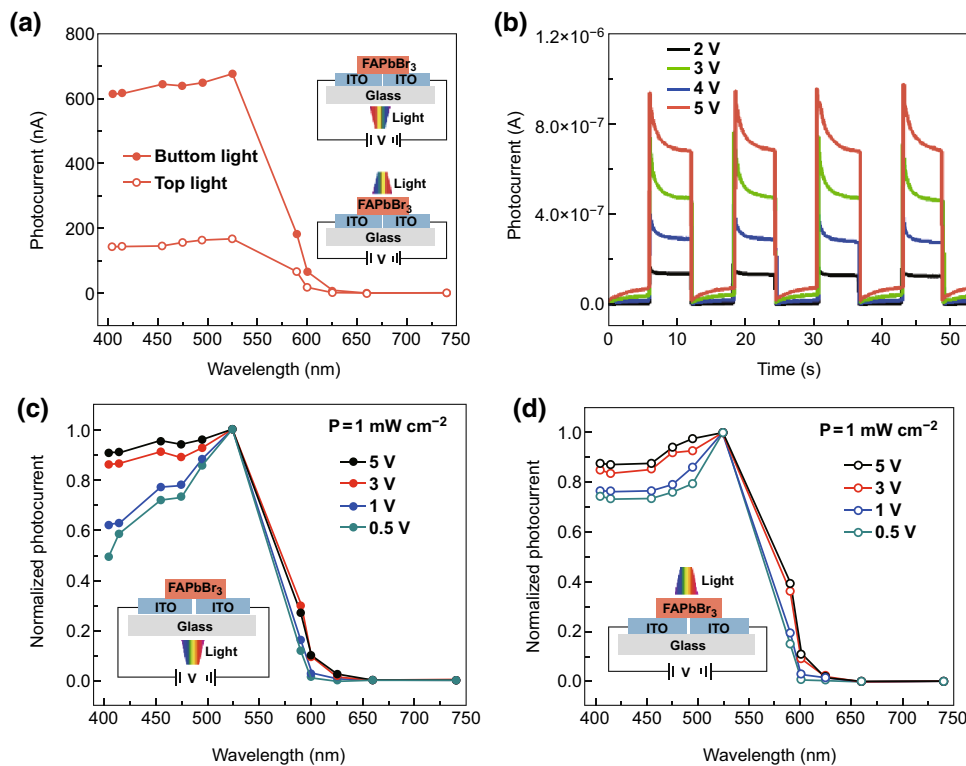 (a)
800
600
400
200
0
Photocurrent (nA)
400 450 500 550 600 650 700 750
Wavelength (nm)
Buttom light
Top light
FAPbBr3
ITO ITO
Glass
Light
V
Light
FAPbBr3
ITO ITO
Glass
V
(b)
1.2×10−6
8.0×10−7
4.0×10−7
0.0
Photocurrent (A)
0 10 20 30 40 50
Time (s)
2 V
3 V
4 V
5 V
(c)
1.0
0.8
0.6
0.4
0.2
0.0
Normalized photocurrent
400 450 500 550 600 650 700 750
Wavelength (nm)
P = 1 mW cm−2
5 V
3 V
1 V
0.5 V
FAPbBr3
ITO ITO
Glass
Light
V
(d)
1.0
0.8
0.6
0.4
0.2
0.0
Normalized photocurrent
400 450 500 550 600 650 700 750
Wavelength (nm)
P = 1 mW cm−2
5 V
3 V
1 V
0.5 V
Light
FAPbBr3
ITO ITO
Glass
V